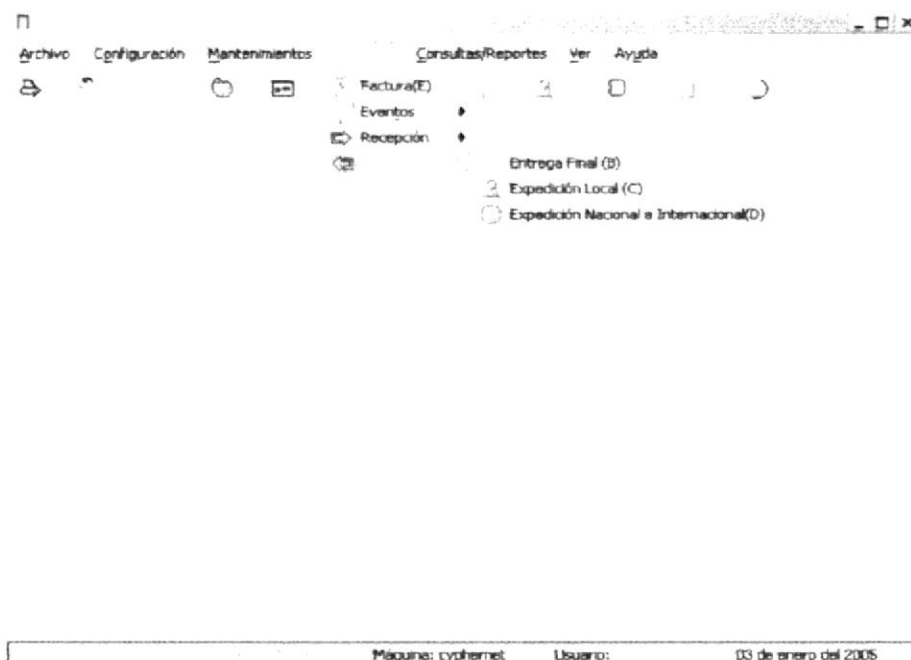 Archivo Configuración Mantenimientos Consultas/Reportes Ver Ayuda
Factura(E)
Eventos
Recepción
Entrega Final (B)
Expedición Local (C)
Expedición Nacional e Internacional(D)
Máquina: cyphernet Usuario: 03 de enero del 2005